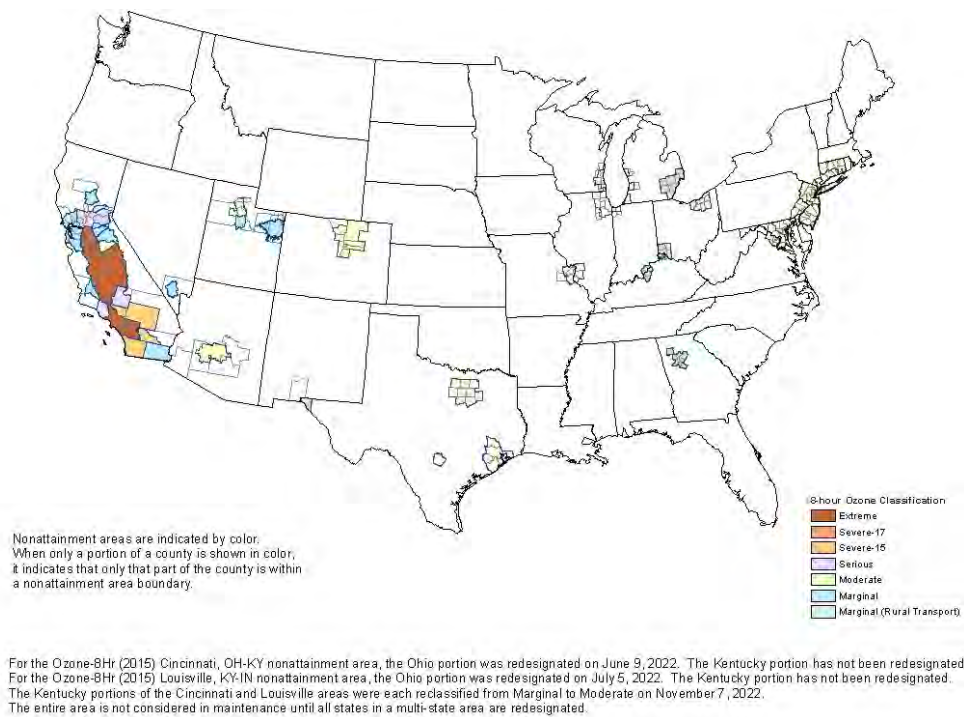 8-hour Ozone Classification
Extreme
Severe-17
Severe-15
Serious
Moderate
Marginal
Marginal (Rural Transport)
Nonattainment areas are indicated by color.
When only a portion of a county is shown in color,
it indicates that only that part of the county is within
a nonattainment area boundary.
For the Ozone-8Hr (2015) Cincinnati, OH-KY nonattainment area, the Ohio portion was redesignated on June 9, 2022. The Kentucky portion has not been redesignated
For the Ozone-8Hr (2015) Louisville, KY-IN nonattainment area, the Ohio portion was redesignated on July 5, 2022. The Kentucky portion has not been redesignated.
The Kentucky portions of the Cincinnati and Louisville areas were each reclassified from Marginal to Moderate on November 7, 2022.
The entire area is not considered in maintenance until all states in a multi-state area are redesignated.